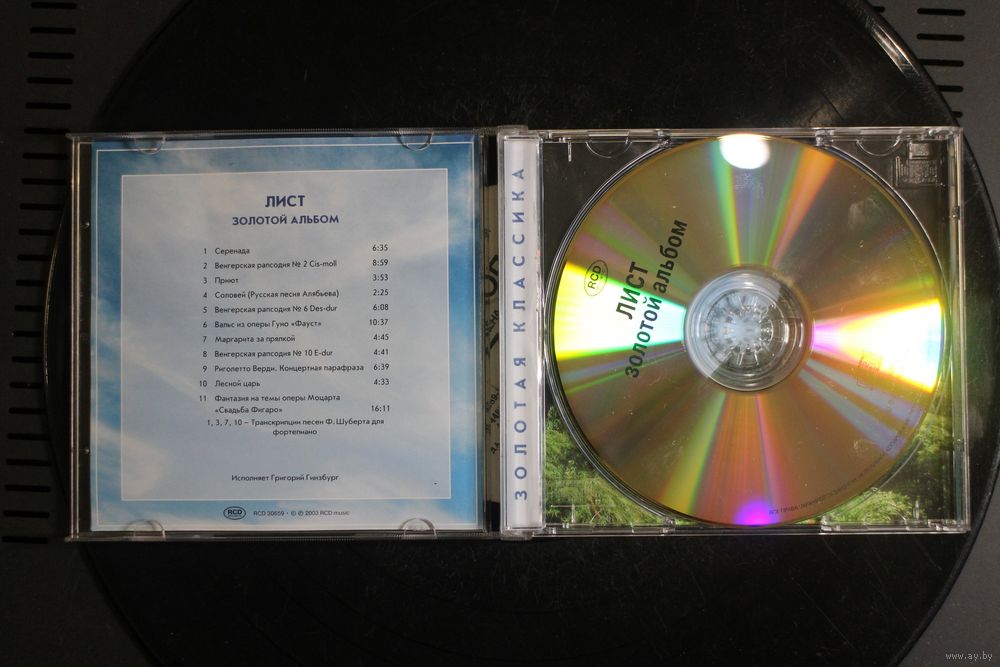 ЛИСТ
ЗОЛОТОЙ АЛЬБОМ
1 Серенада 6:35
2 Венгерская рапсодия № 2 Cis-moll 8:59
3 Приют 3:53
4 Соловей (Русская песня Алябьева) 2:25
5 Венгерская рапсодия № 6 Des-dur 6:08
6 Вальс из оперы Гуно «Фауст» 10:37
7 Маргарита за прялкой 4:45
8 Венгерская рапсодия № 10 E-dur 4:41
9 Риголетто Верди. Концертная парафраза 6:39
10 Лесной царь 4:33
11 Фантазия на темы оперы Моцарта
«Свадьба Фигаро» 16:11
1, 3, 7, 10 – Транскрипции песен Ф. Шуберта для
фортепиано
Исполняет Григорий Гинзбург
RCD RCD 30659 · © ℗ 2003 RCD music
ЗОЛОТАЯ КЛАССИКА
RCD
ЛИСТ
золотой альбом
www.ay.by